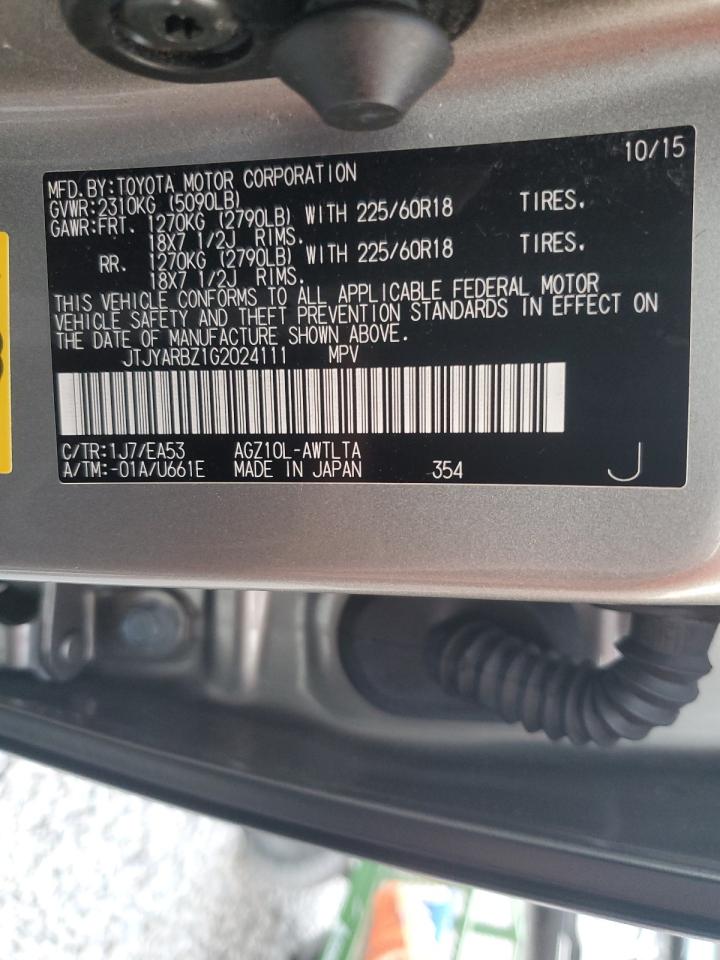 10/15
MFD.BY:TOYOTA MOTOR CORPORATION
GVWR:2310KG (5090LB)
GAWR:FRT. 1270KG (2790LB) WITH 225/60R18 TIRES.
18X7 1/2J RIMS.
RR. 1270KG (2790LB) WITH 225/60R18 TIRES.
18X7 1/2J RIMS.
THIS VEHICLE CONFORMS TO ALL APPLICABLE FEDERAL MOTOR
VEHICLE SAFETY AND THEFT PREVENTION STANDARDS IN EFFECT ON
THE DATE OF MANUFACTURE SHOWN ABOVE.
JTJYARBZ1G2024111 MPV
C/TR:1J7/EA53 AGZ10L-AWTLTA
A/TM:-01A/U661E MADE IN JAPAN 354 J